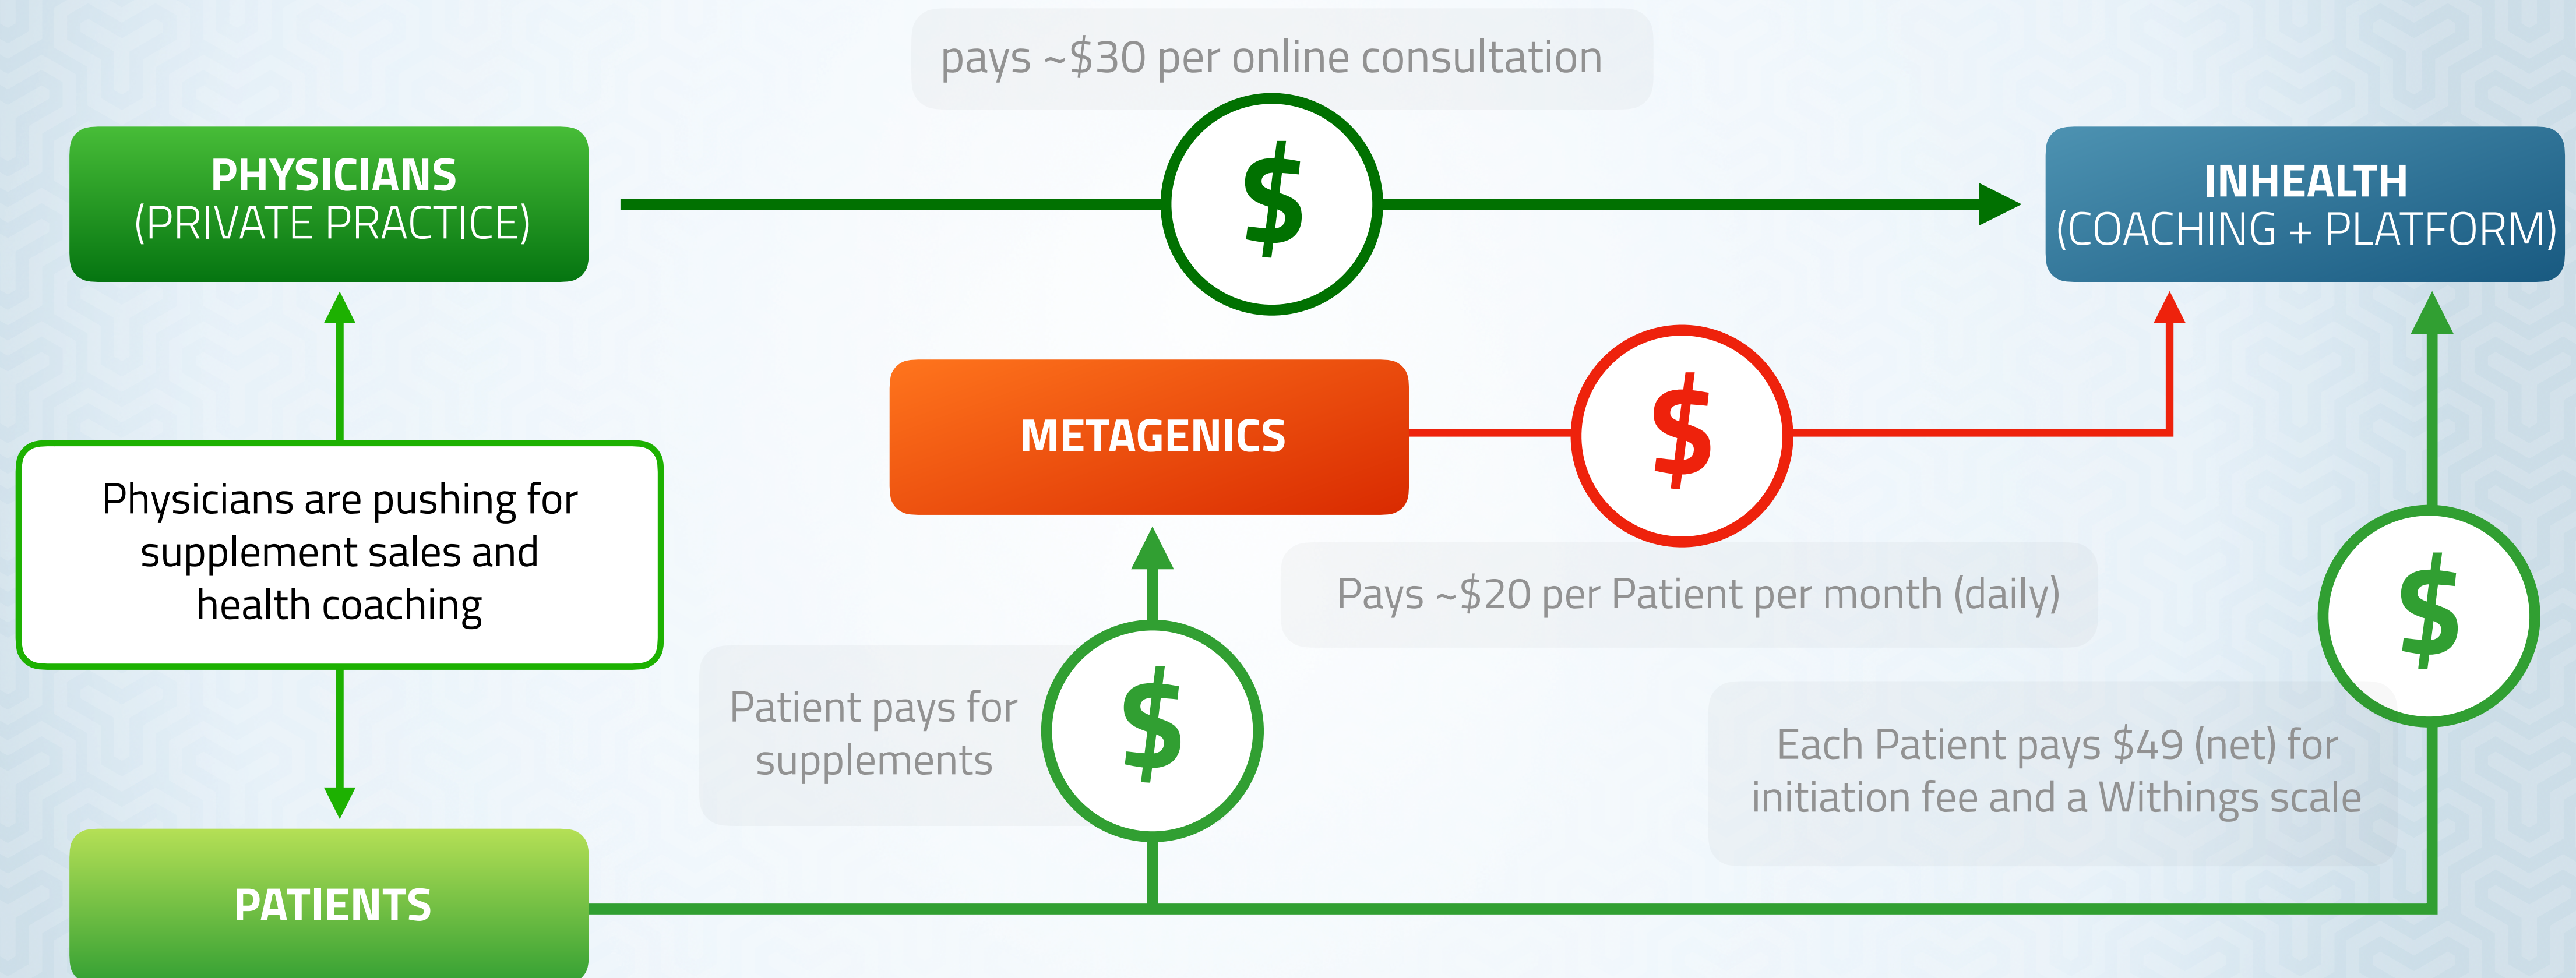 pays ~$30 per online consultation
PHYSICIANS
(PRIVATE PRACTICE)
$
INHEALTH
(COACHING + PLATFORM)
METAGENICS
$
Physicians are pushing for
supplement sales and
health coaching
Pays ~$20 per Patient per month (daily)
$
Patient pays for
supplements
$
Each Patient pays $49 (net) for
initiation fee and a Withings scale
PATIENTS